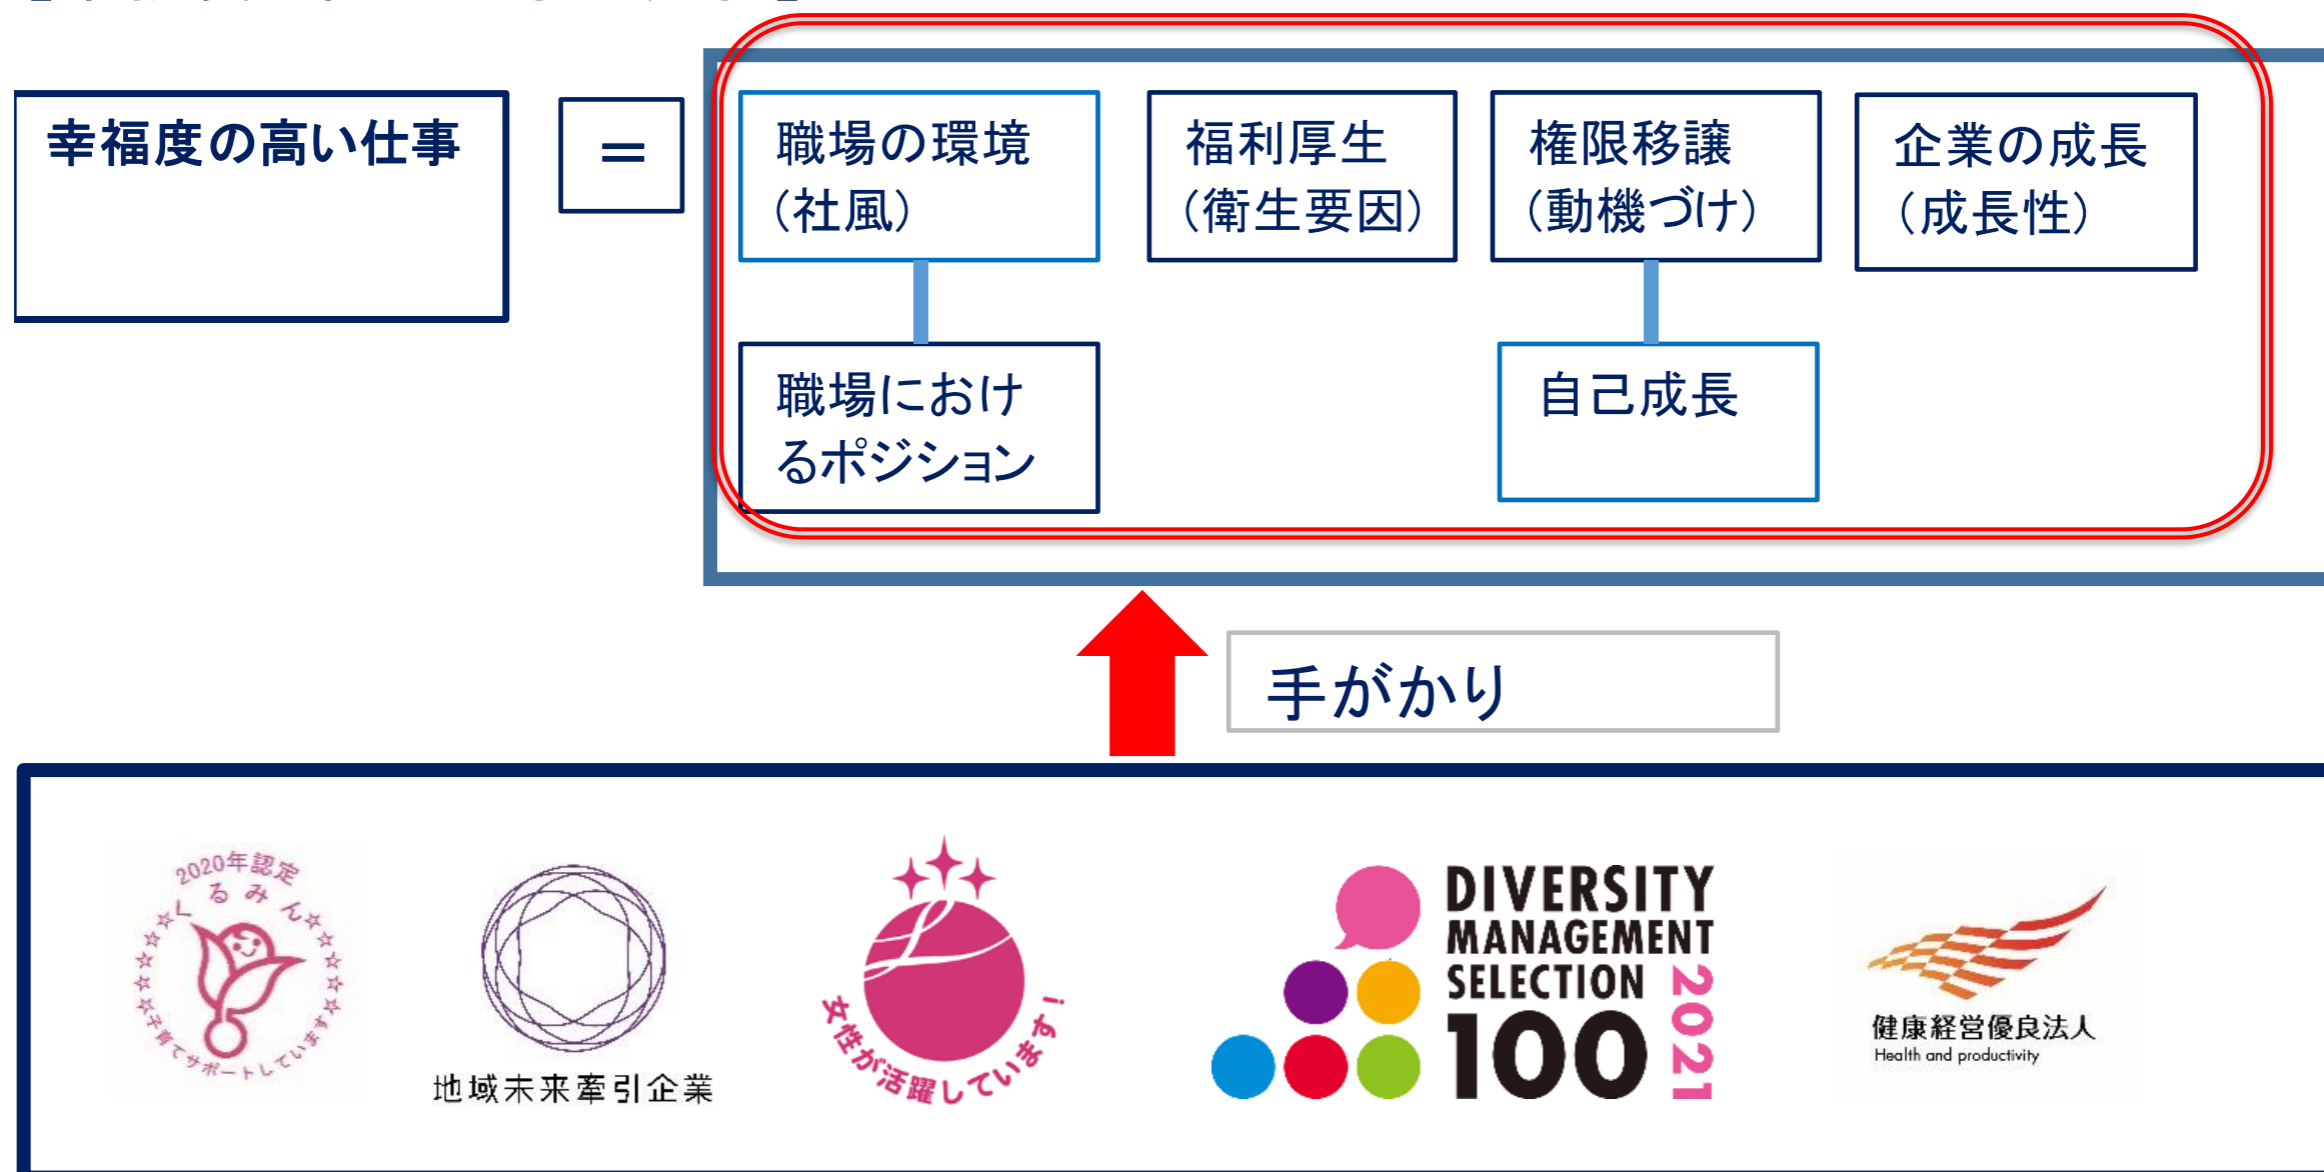 幸福度の高い仕事
＝
職場の環境
（社風）
福利厚生
（衛生要因）
権限移譲
（動機づけ）
企業の成長
（成長性）
職場におけ
るポジション
自己成長
手がかり
2020年認定
くるみん
☆☆☆☆☆子育てサポートしています☆☆☆☆☆
地域未来牽引企業
女性が活躍しています！
DIVERSITY
MANAGEMENT
SELECTION
100
2021
健康経営優良法人
Health and productivity